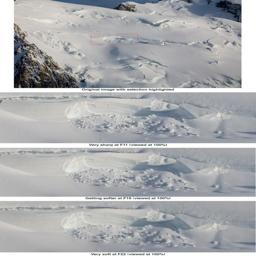 Original image with selection highlighted
Very sharp at F11 (viewed at 100%)
Getting softer at F16 (viewed at 100%)
Very soft at F22 (viewed at 100%)